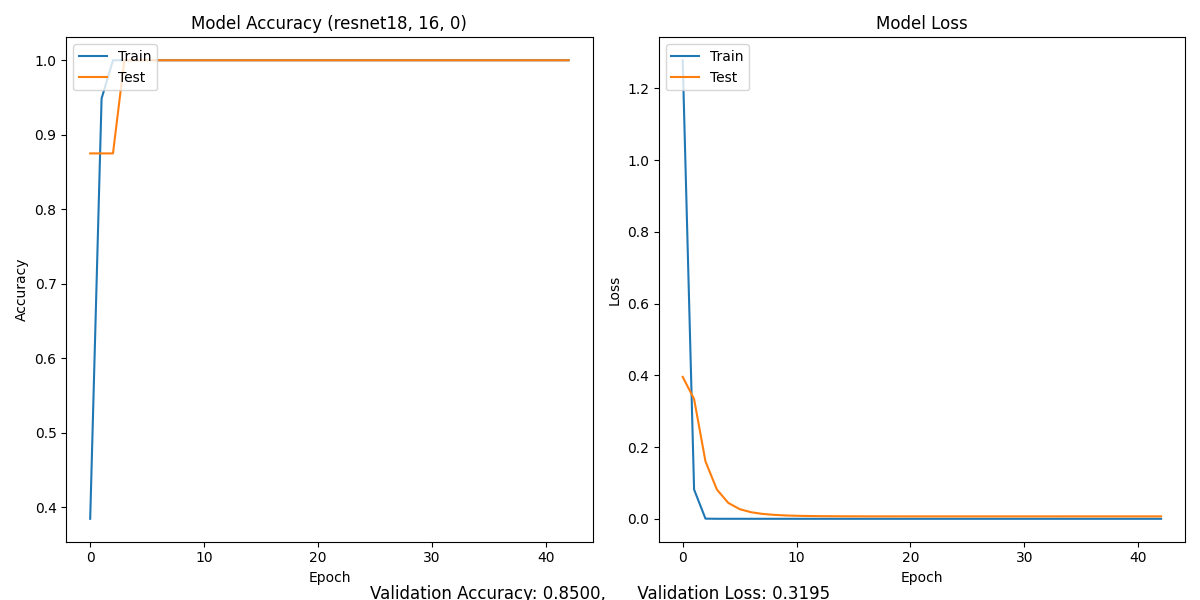 Model Accuracy (resnet18, 16, 0)
Train
Test
1.0
0.9
0.8
0.7
0.6
0.5
0.4
Accuracy
0
10
20
30
40
Epoch
Model Loss
Train
Test
1.2
1.0
0.8
0.6
0.4
0.2
0.0
Loss
0
10
20
30
40
Epoch
Validation Accuracy: 0.8500, Validation Loss: 0.3195